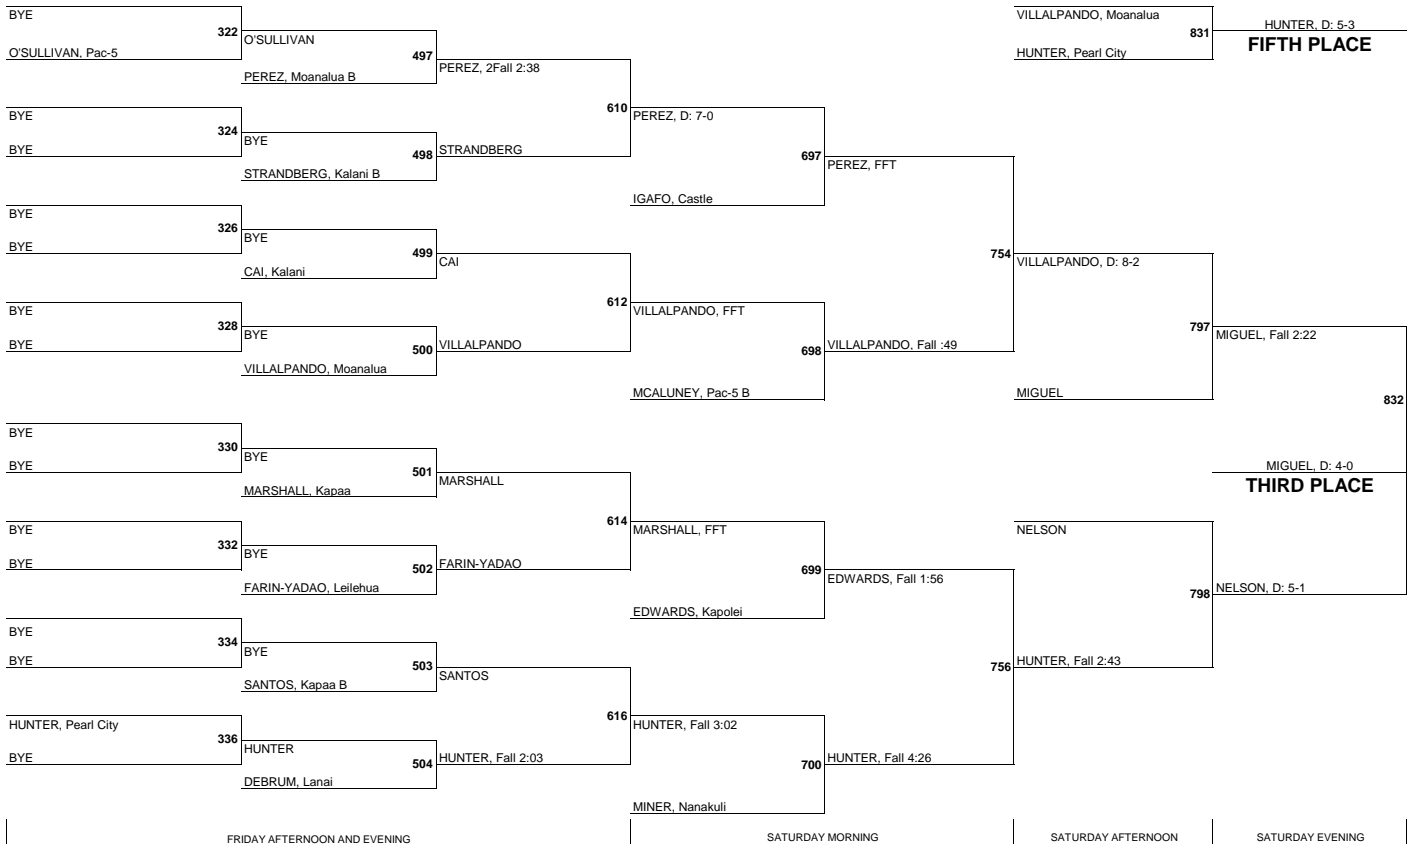 BYE
322
O'SULLIVAN, Pac-5
O'SULLIVAN
497
PEREZ, Moanalua B
PEREZ, 2Fall 2:38
BYE
324
BYE
BYE
498
STRANDBERG, Kalani B
STRANDBERG
610
PEREZ, D: 7-0
697
IGAFO, Castle
PEREZ, FFT
BYE
326
BYE
BYE
499
CAI, Kalani
CAI
BYE
328
BYE
BYE
500
VILLALPANDO, Moanalua
VILLALPANDO
612
VILLALPANDO, FFT
698
MCALUNEY, Pac-5 B
VILLALPANDO, Fall :49
754
VILLALPANDO, D: 8-2
797
MIGUEL
MIGUEL, Fall 2:22
BYE
330
BYE
BYE
501
MARSHALL, Kapaa
MARSHALL
BYE
332
BYE
BYE
502
FARIN-YADAO, Leilehua
FARIN-YADAO
614
MARSHALL, FFT
699
EDWARDS, Kapolei
EDWARDS, Fall 1:56
BYE
334
BYE
BYE
503
SANTOS, Kapaa B
SANTOS
HUNTER, Pearl City
336
BYE
HUNTER
504
DEBRUM, Lanai
HUNTER, Fall 2:03
616
HUNTER, Fall 3:02
700
MINER, Nanakuli
HUNTER, Fall 4:26
756
NELSON
HUNTER, Fall 2:43
798
NELSON, D: 5-1
832
MIGUEL, D: 4-0
THIRD PLACE
VILLALPANDO, Moanalua
831
HUNTER, Pearl City
HUNTER, D: 5-3
FIFTH PLACE
FRIDAY AFTERNOON AND EVENING
SATURDAY MORNING
SATURDAY AFTERNOON
SATURDAY EVENING